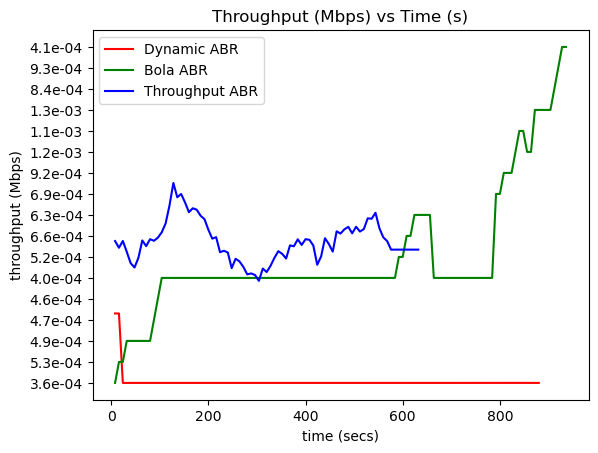 Throughput (Mbps) vs Time (s)
Dynamic ABR
Bola ABR
Throughput ABR
throughput (Mbps)
4.1e-04
9.3e-04
8.4e-04
1.3e-03
1.1e-03
1.2e-03
9.2e-04
6.9e-04
6.3e-04
6.6e-04
5.2e-04
4.0e-04
4.6e-04
4.7e-04
4.9e-04
5.3e-04
3.6e-04
0 200 400 600 800
time (secs)